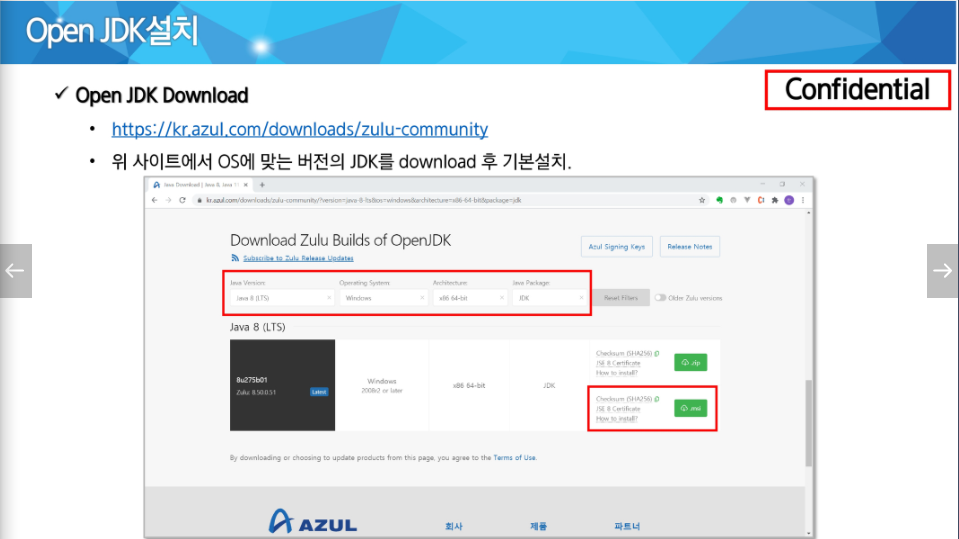 Open JDK설치
Confidential
✓ Open JDK Download
• https://kr.azul.com/downloads/zulu-community
• 위 사이트에서 OS에 맞는 버전의 JDK를 download 후 기본설치.
Java Download | Java 8, Java 1
kr.azul.com/downloads/zulu-community/?version=java-8-lts&os=windows&architecture=x86-64-bit&package=jdk
Download Zulu Builds of OpenJDK
Azul Signing Keys
Release Notes
Subscribe to Zulu Release Updates
Java Version: Operating System: Architecture: Java Package:
Java 8 (LTS) Windows x86 64-bit JDK Reset Filters Older Zulu versions
Java 8 (LTS)
8u275b01
Zulu: 8.50.0.51 Latest
Windows
2008r2 or later
x86 64-bit
JDK
Checksum (SHA256)
JSE 8 Certificate
How to install?
.zip
Checksum (SHA256)
JSE 8 Certificate
How to install?
.msi
By downloading or choosing to update products from this page, you agree to the Terms of Use.
AZUL
회사 제품 파트너